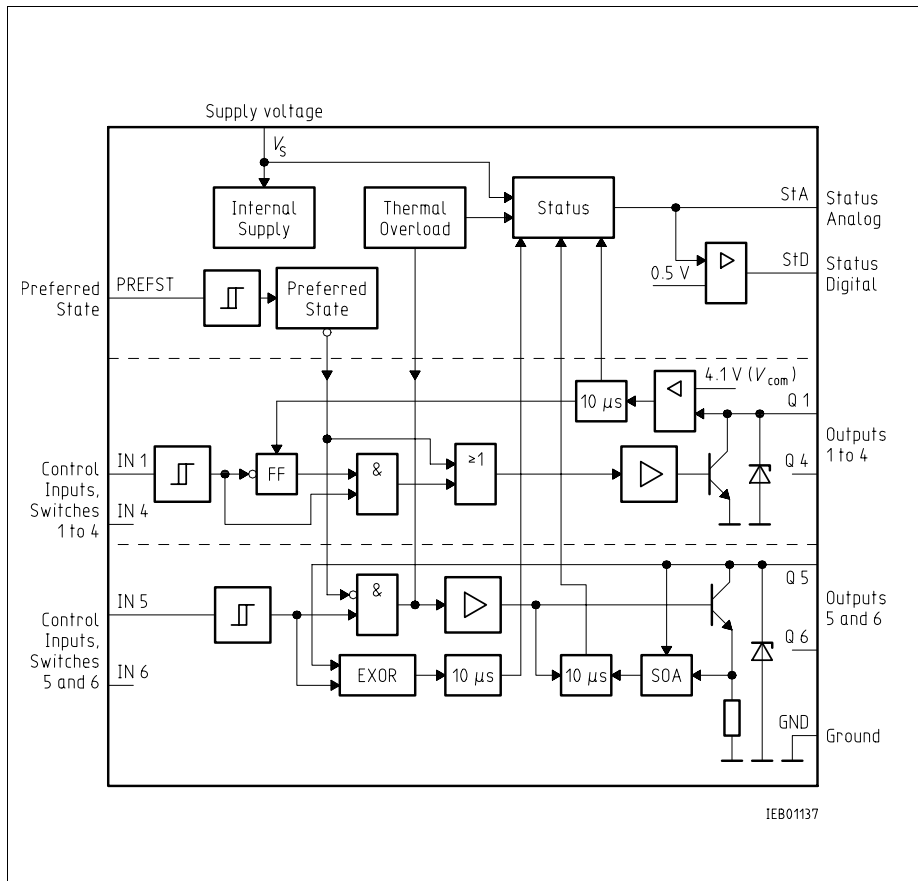 Supply voltage
VS
Internal
Supply
Thermal
Overload
Status
StA
Status
Analog
0.5 V
StD
Status
Digital
Preferred
State
PREFST
Preferred
State
10 μs
4.1 V (Vcom)
Q 1
Outputs
1 to 4
Q 4
Control
Inputs,
Switches
1 to 4
IN 1
IN 4
FF
&
≥1
Q 5
Outputs
5 and 6
Q 6
Control
Inputs,
Switches
5 and 6
IN 5
IN 6
&
EXOR
10 μs
10 μs
SOA
GND
Ground
IEB01137